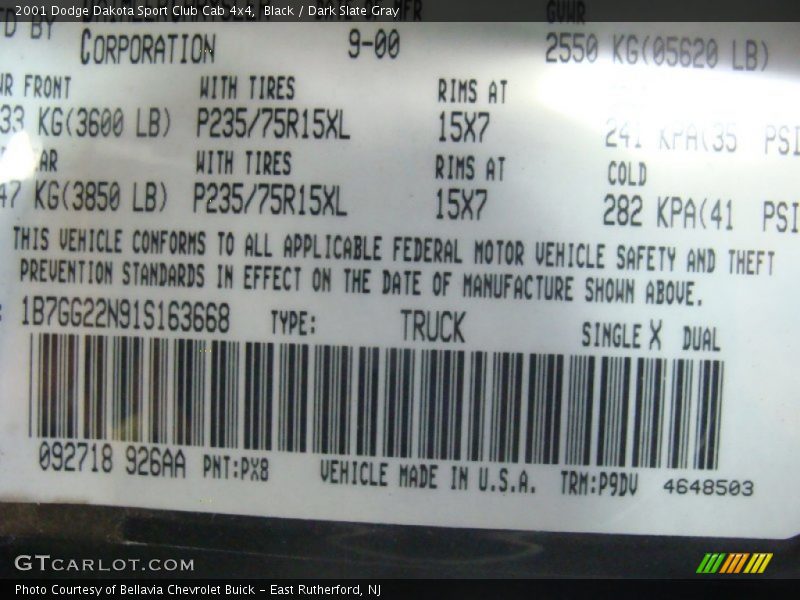 2001 Dodge Dakota Sport Club Cab 4x4,  Black / Dark Slate Gray
BY GVWR
CORPORATION 9-00 2550 KG(05620 LB)
FRONT WITH TIRES RIMS AT
33 KG(3600 LB) P235/75R15XL 15X7 241 KPA(35 PSI
AR WITH TIRES RIMS AT COLD
47 KG(3850 LB) P235/75R15XL 15X7 282 KPA(41 PSI
THIS VEHICLE CONFORMS TO ALL APPLICABLE FEDERAL MOTOR VEHICLE SAFETY AND THEFT
PREVENTION STANDARDS IN EFFECT ON THE DATE OF MANUFACTURE SHOWN ABOVE.
: 1B7GG22N91S163668 TYPE: TRUCK SINGLE X DUAL
092718 926AA PNT:PX8 VEHICLE MADE IN U.S.A. TRM:P9DV 4648503
GTCARLOT.COM
Photo Courtesy of Bellavia Chevrolet Buick - East Rutherford, NJ